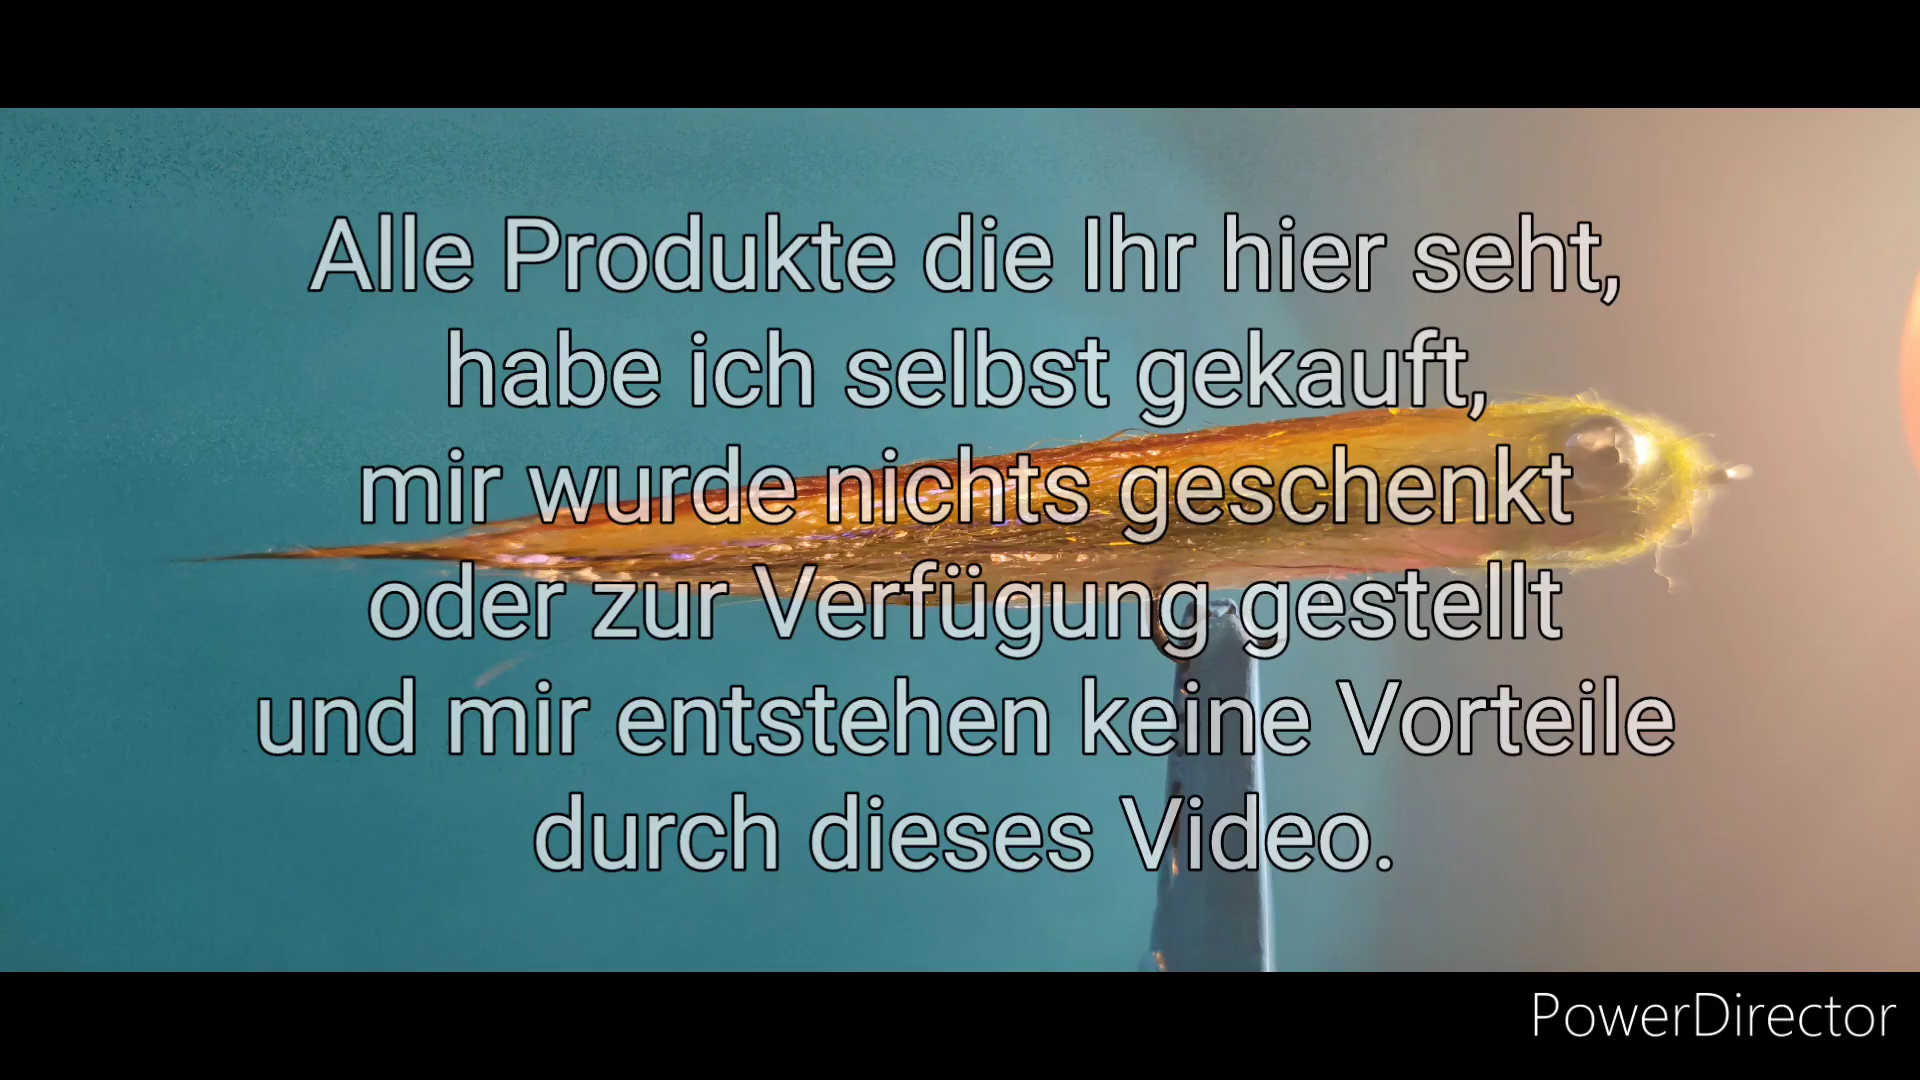 Alle Produkte die Ihr hier seht,
habe ich selbst gekauft,
mir wurde nichts geschenkt
oder zur Verfügung gestellt
und mir entstehen keine Vorteile
durch dieses Video.
PowerDirector